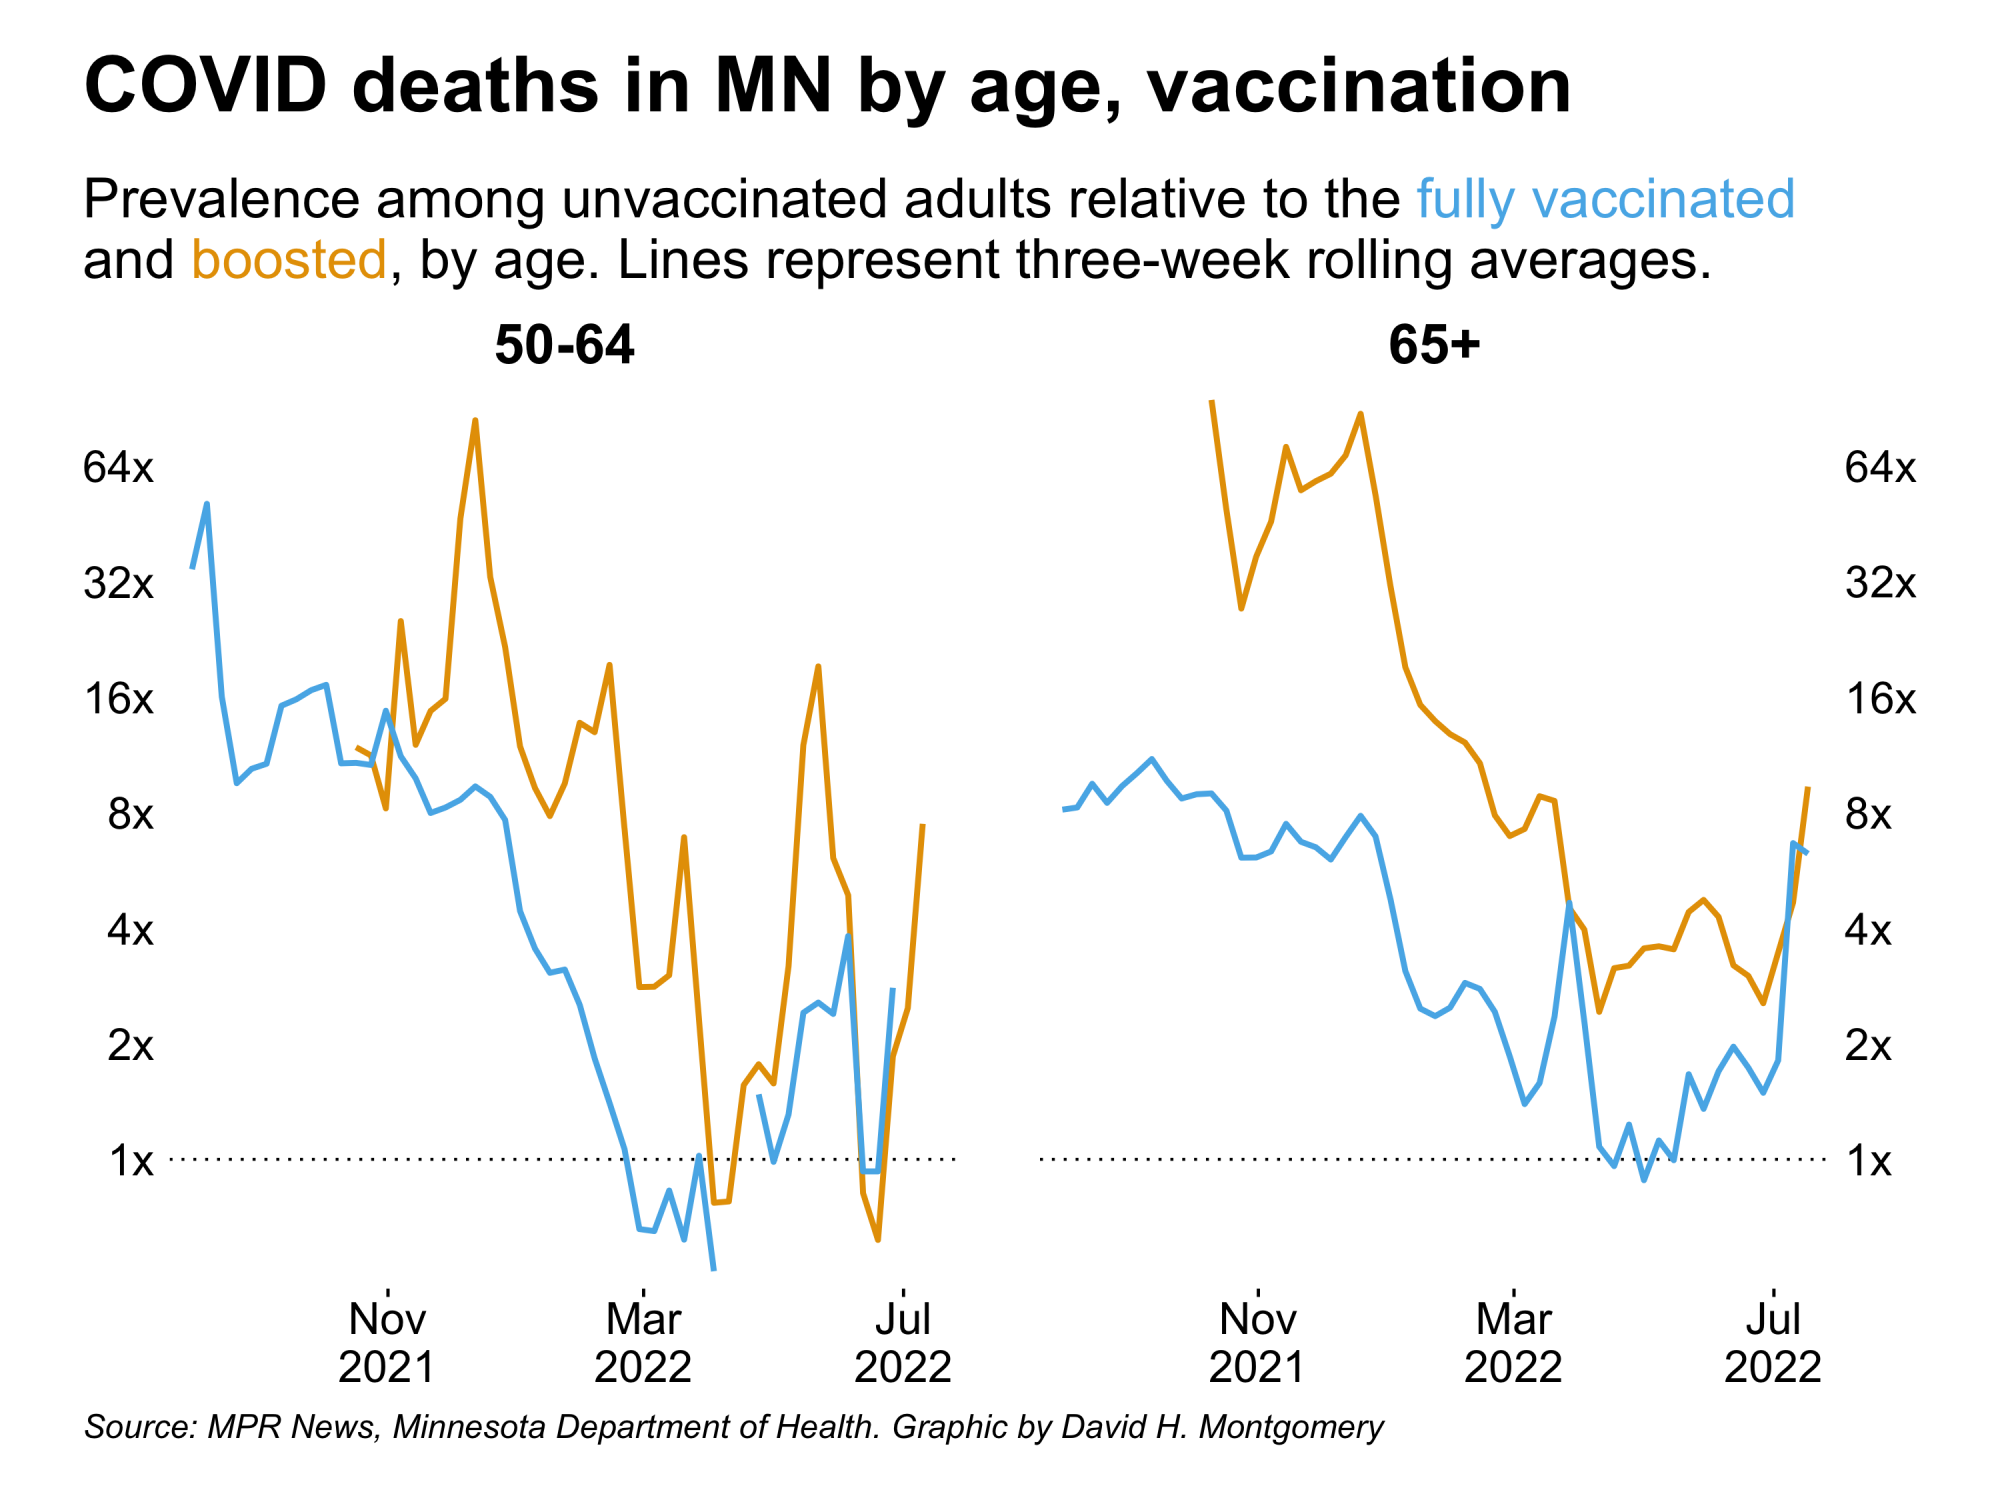 COVID deaths in MN by age, vaccination
Prevalence among unvaccinated adults relative to the fully vaccinated
and boosted, by age. Lines represent three-week rolling averages.
50-64
65+
64x
32x
16x
8x
4x
2x
1x
64x
32x
16x
8x
4x
2x
1x
Nov
2021
Mar
2022
Jul
2022
Nov
2021
Mar
2022
Jul
2022
Source: MPR News, Minnesota Department of Health. Graphic by David H. Montgomery